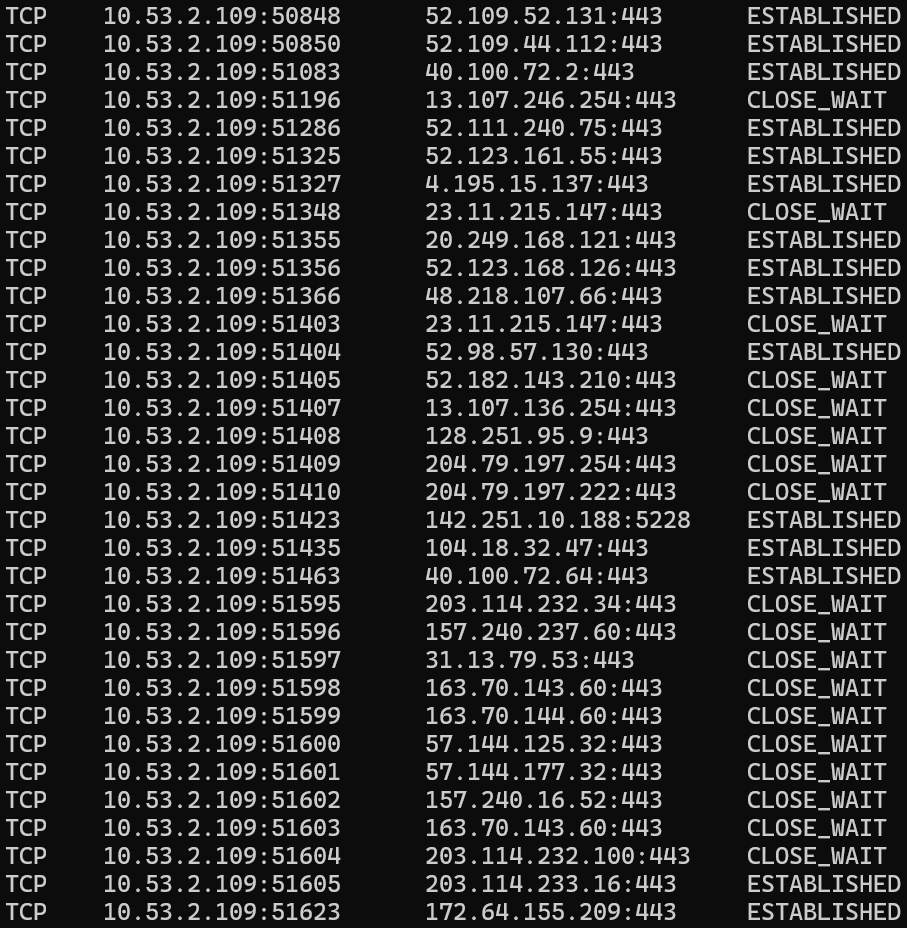 TCP    10.53.2.109:50848      52.109.52.131:443      ESTABLISHED
TCP    10.53.2.109:50850      52.109.44.112:443      ESTABLISHED
TCP    10.53.2.109:51083      40.100.72.2:443        ESTABLISHED
TCP    10.53.2.109:51196      13.107.246.254:443     CLOSE_WAIT
TCP    10.53.2.109:51286      52.111.240.75:443      ESTABLISHED
TCP    10.53.2.109:51325      52.123.161.55:443      ESTABLISHED
TCP    10.53.2.109:51327      4.195.15.137:443       ESTABLISHED
TCP    10.53.2.109:51348      23.11.215.147:443      CLOSE_WAIT
TCP    10.53.2.109:51355      20.249.168.121:443     ESTABLISHED
TCP    10.53.2.109:51356      52.123.168.126:443     ESTABLISHED
TCP    10.53.2.109:51366      48.218.107.66:443      ESTABLISHED
TCP    10.53.2.109:51403      23.11.215.147:443      CLOSE_WAIT
TCP    10.53.2.109:51404      52.98.57.130:443       ESTABLISHED
TCP    10.53.2.109:51405      52.182.143.210:443     CLOSE_WAIT
TCP    10.53.2.109:51407      13.107.136.254:443     CLOSE_WAIT
TCP    10.53.2.109:51408      128.251.95.9:443       CLOSE_WAIT
TCP    10.53.2.109:51409      204.79.197.254:443     CLOSE_WAIT
TCP    10.53.2.109:51410      204.79.197.222:443     CLOSE_WAIT
TCP    10.53.2.109:51423      142.251.10.188:5228    ESTABLISHED
TCP    10.53.2.109:51435      104.18.32.47:443       ESTABLISHED
TCP    10.53.2.109:51463      40.100.72.64:443       ESTABLISHED
TCP    10.53.2.109:51595      203.114.232.34:443     CLOSE_WAIT
TCP    10.53.2.109:51596      157.240.237.60:443     CLOSE_WAIT
TCP    10.53.2.109:51597      31.13.79.53:443        CLOSE_WAIT
TCP    10.53.2.109:51598      163.70.143.60:443      CLOSE_WAIT
TCP    10.53.2.109:51599      163.70.144.60:443      CLOSE_WAIT
TCP    10.53.2.109:51600      57.144.125.32:443      CLOSE_WAIT
TCP    10.53.2.109:51601      57.144.177.32:443      CLOSE_WAIT
TCP    10.53.2.109:51602      157.240.16.52:443      CLOSE_WAIT
TCP    10.53.2.109:51603      163.70.143.60:443      CLOSE_WAIT
TCP    10.53.2.109:51604      203.114.232.100:443    CLOSE_WAIT
TCP    10.53.2.109:51605      203.114.233.16:443     ESTABLISHED
TCP    10.53.2.109:51623      172.64.155.209:443     ESTABLISHED